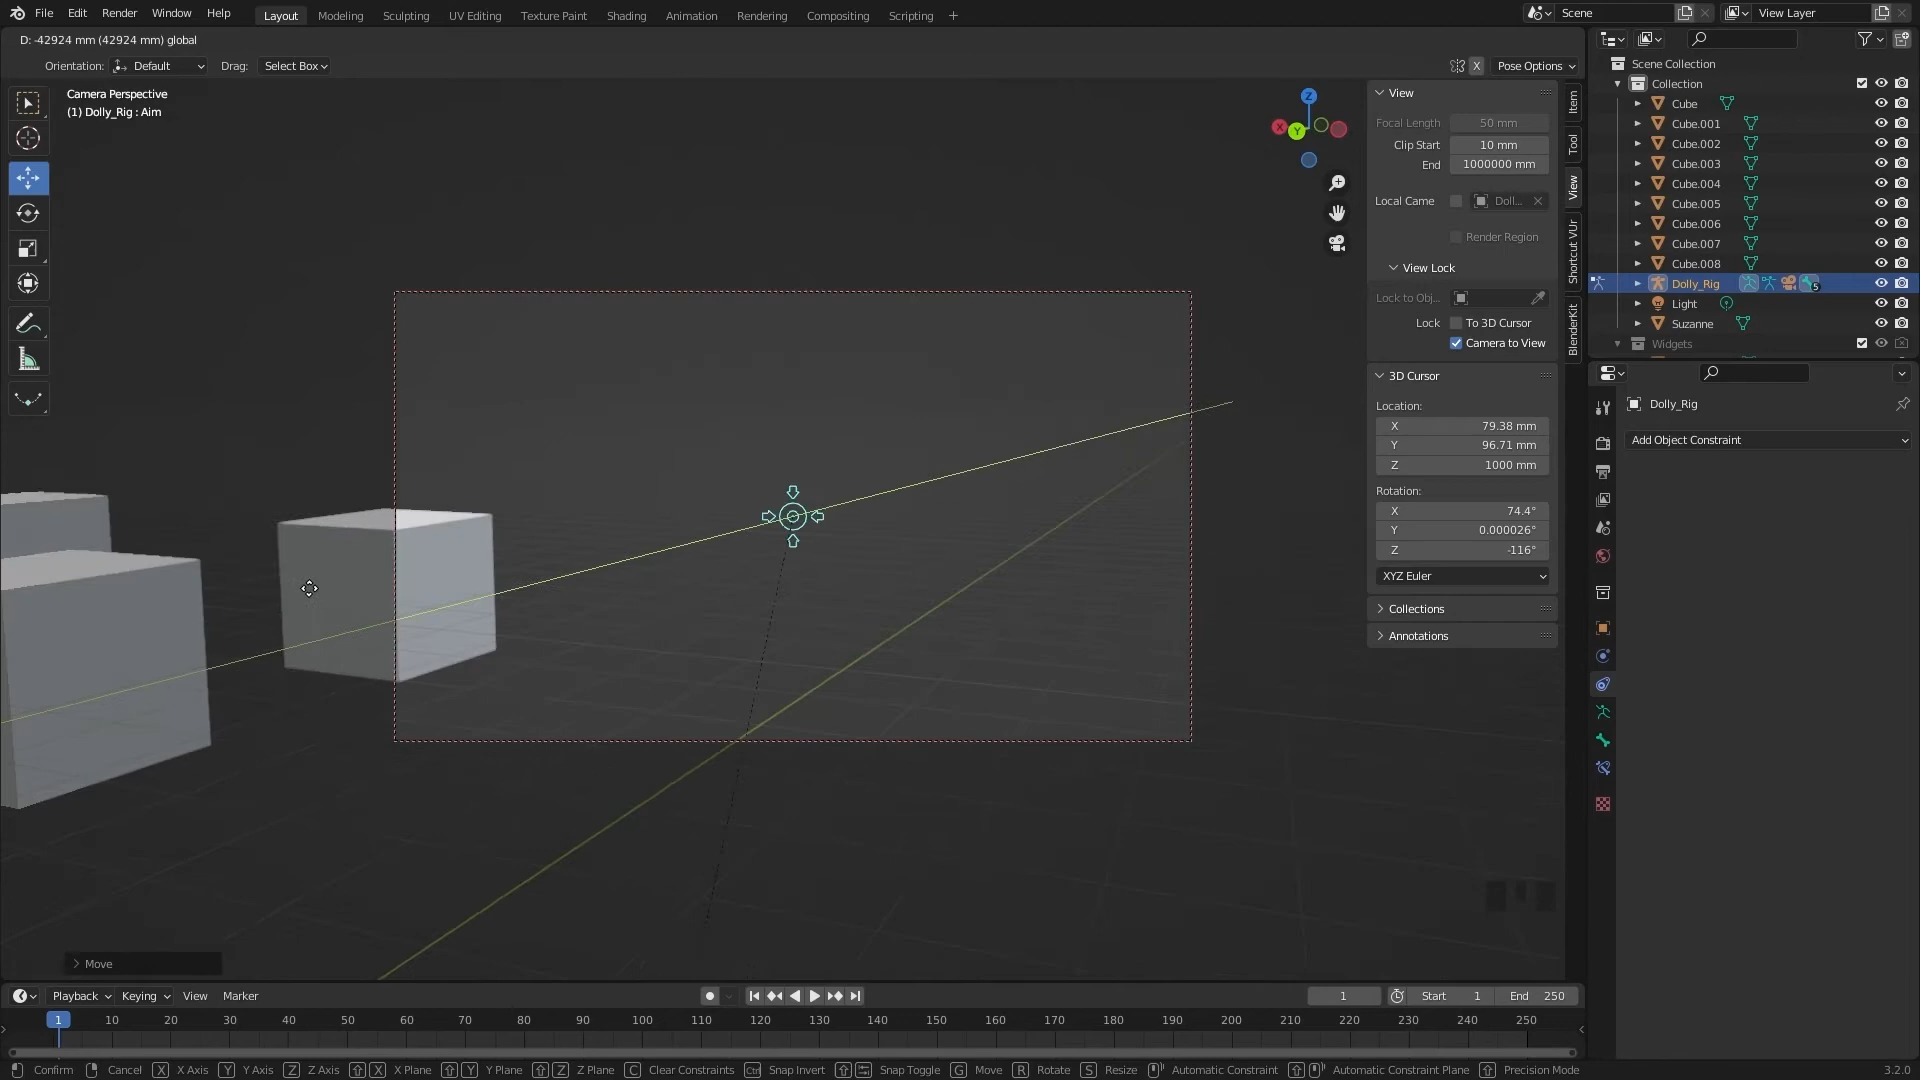 File Edit Render Window Help Layout Modeling Sculpting UV Editing Texture Paint Shading Animation Rendering Compositing Scripting + Scene View Layer
D: -42924 mm (42924 mm) global
Orientation: Default Drag: Select Box X Pose Options
Camera Perspective
(1) Dolly_Rig : Aim
Z
X
Y
View
Focal Length 50 mm
Clip Start 10 mm
End 1000000 mm
Local Came Doll...
Render Region
View Lock
Lock to Obj...
Lock To 3D Cursor
Camera to View
3D Cursor
Location:
X 79.38 mm
Y 96.71 mm
Z 1000 mm
Rotation:
X 74.4°
Y 0.000026°
Z -116°
XYZ Euler
Collections
Annotations
Item
Tool
View
Shortcut VUr
BlenderKit
Scene Collection
Collection
Cube
Cube.001
Cube.002
Cube.003
Cube.004
Cube.005
Cube.006
Cube.007
Cube.008
Dolly_Rig 5
Light
Suzanne
Widgets
Dolly_Rig
Add Object Constraint
Move
Playback Keying View Marker 1 Start 1 End 250
1 10 20 30 40 50 60 70 80 90 100 110 120 130 140 150 160 170 180 190 200 210 220 230 240 250
Confirm Cancel X X Axis Y Y Axis Z Z Axis X X Plane Y Y Plane Z Z Plane C Clear Constraints Ctrl Snap Invert Snap Toggle G Move R Rotate S Resize Automatic Constraint Automatic Constraint Plane Precision Mode 3.2.0